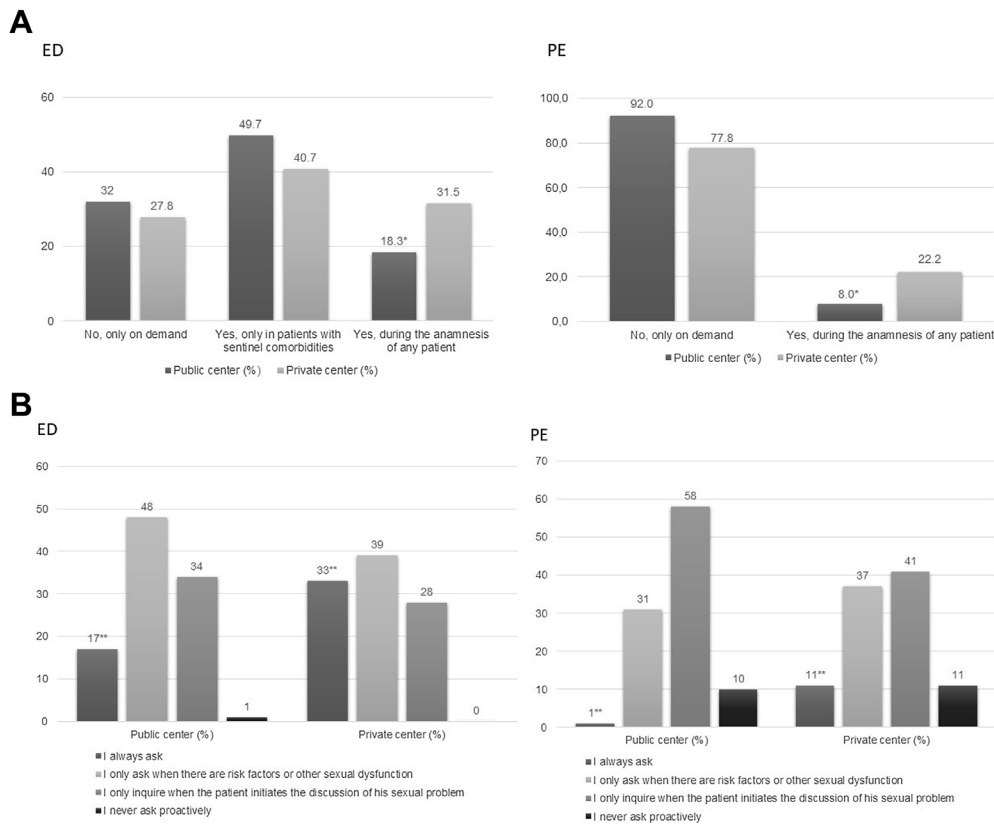 A
ED
60
40
20
0
32
27.8
49.7
40.7
18.3*
31.5
No, only on demand
Yes, only in patients with
sentinel comorbidities
Yes, during the anamnesis
of any patient
Public center (%)
Private center (%)
PE
100,0
80,0
60,0
40,0
20,0
0,0
92.0
77.8
8.0*
22.2
No, only on demand
Yes, during the anamnesis of any patient
Public center (%)
Private center (%)
B
ED
60
50
40
30
20
10
0
17**
48
34
1
33**
39
28
0
Public center (%)
Private center (%)
I always ask
I only ask when there are risk factors or other sexual dysfunction
I only inquire when the patient initiates the discussion of his sexual problem
I never ask proactively
PE
70
60
50
40
30
20
10
0
1**
31
58
10
11**
37
41
11
Public center (%)
Private center (%)
I always ask
I only ask when there are risk factors or other sexual dysfunction
I only inquire when the patient initiates the discussion of his sexual problem
I never ask proactively